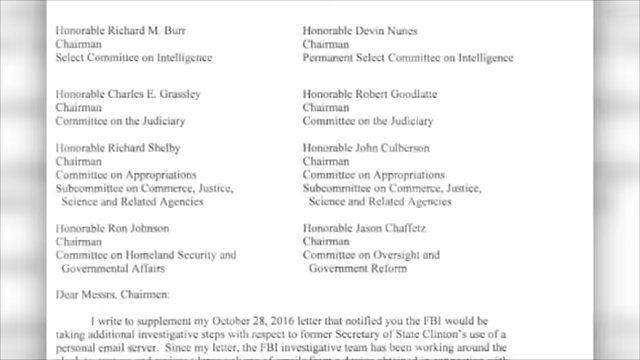 Honorable Richard M. Burr
Chairman
Select Committee on Intelligence
Honorable Devin Nunes
Chairman
Permanent Select Committee on Intelligence
Honorable Charles E. Grassley
Chairman
Committee on the Judiciary
Honorable Robert Goodlatte
Chairman
Committee on the Judiciary
Honorable Richard Shelby
Chairman
Committee on Appropriations
Subcommittee on Commerce, Justice,
Science and Related Agencies
Honorable John Culberson
Chairman
Committee on Appropriations
Subcommittee on Commerce, Justice,
Science and Related Agencies
Honorable Ron Johnson
Chairman
Committee on Homeland Security and
Governmental Affairs
Honorable Jason Chaffetz
Chairman
Committee on Oversight and
Government Reform
Dear Messrs. Chairmen:
I write to supplement my October 28, 2016 letter that notified you the FBI would be
taking additional investigative steps with respect to former Secretary of State Clinton's use of a
personal email server. Since my letter, the FBI investigative team has been working around the